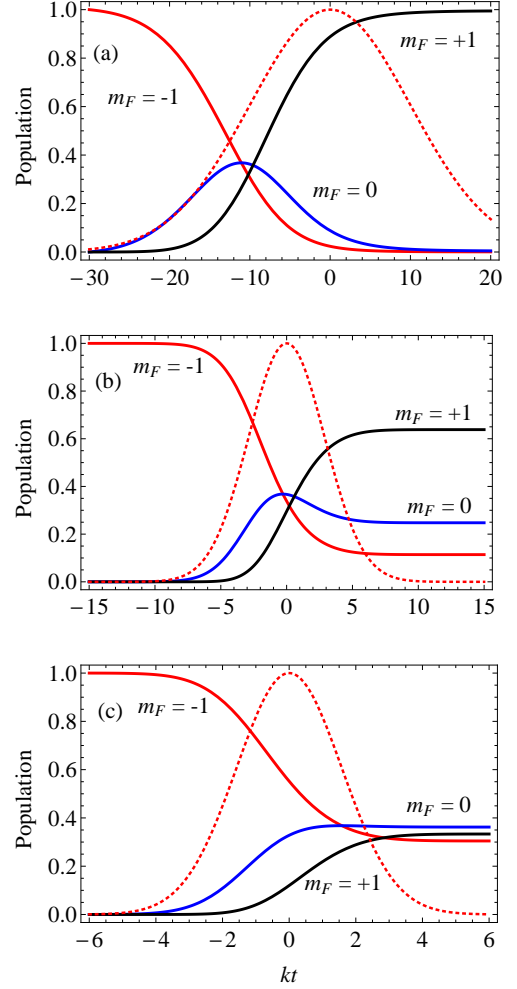 1.0
(a)
m_F = +1
0.8
m_F = -1
0.6
Population
0.4
m_F = 0
0.2
0.0
−30 −20 −10 0 10 20
1.0
m_F = -1
(b)
0.8
m_F = +1
0.6
Population
0.4
m_F = 0
0.2
0.0
−15 −10 −5 0 5 10 15
1.0
(c) m_F = -1
0.8
0.6
Population
m_F = 0
0.4
0.2
m_F = +1
0.0
−6 −4 −2 0 2 4 6
kt